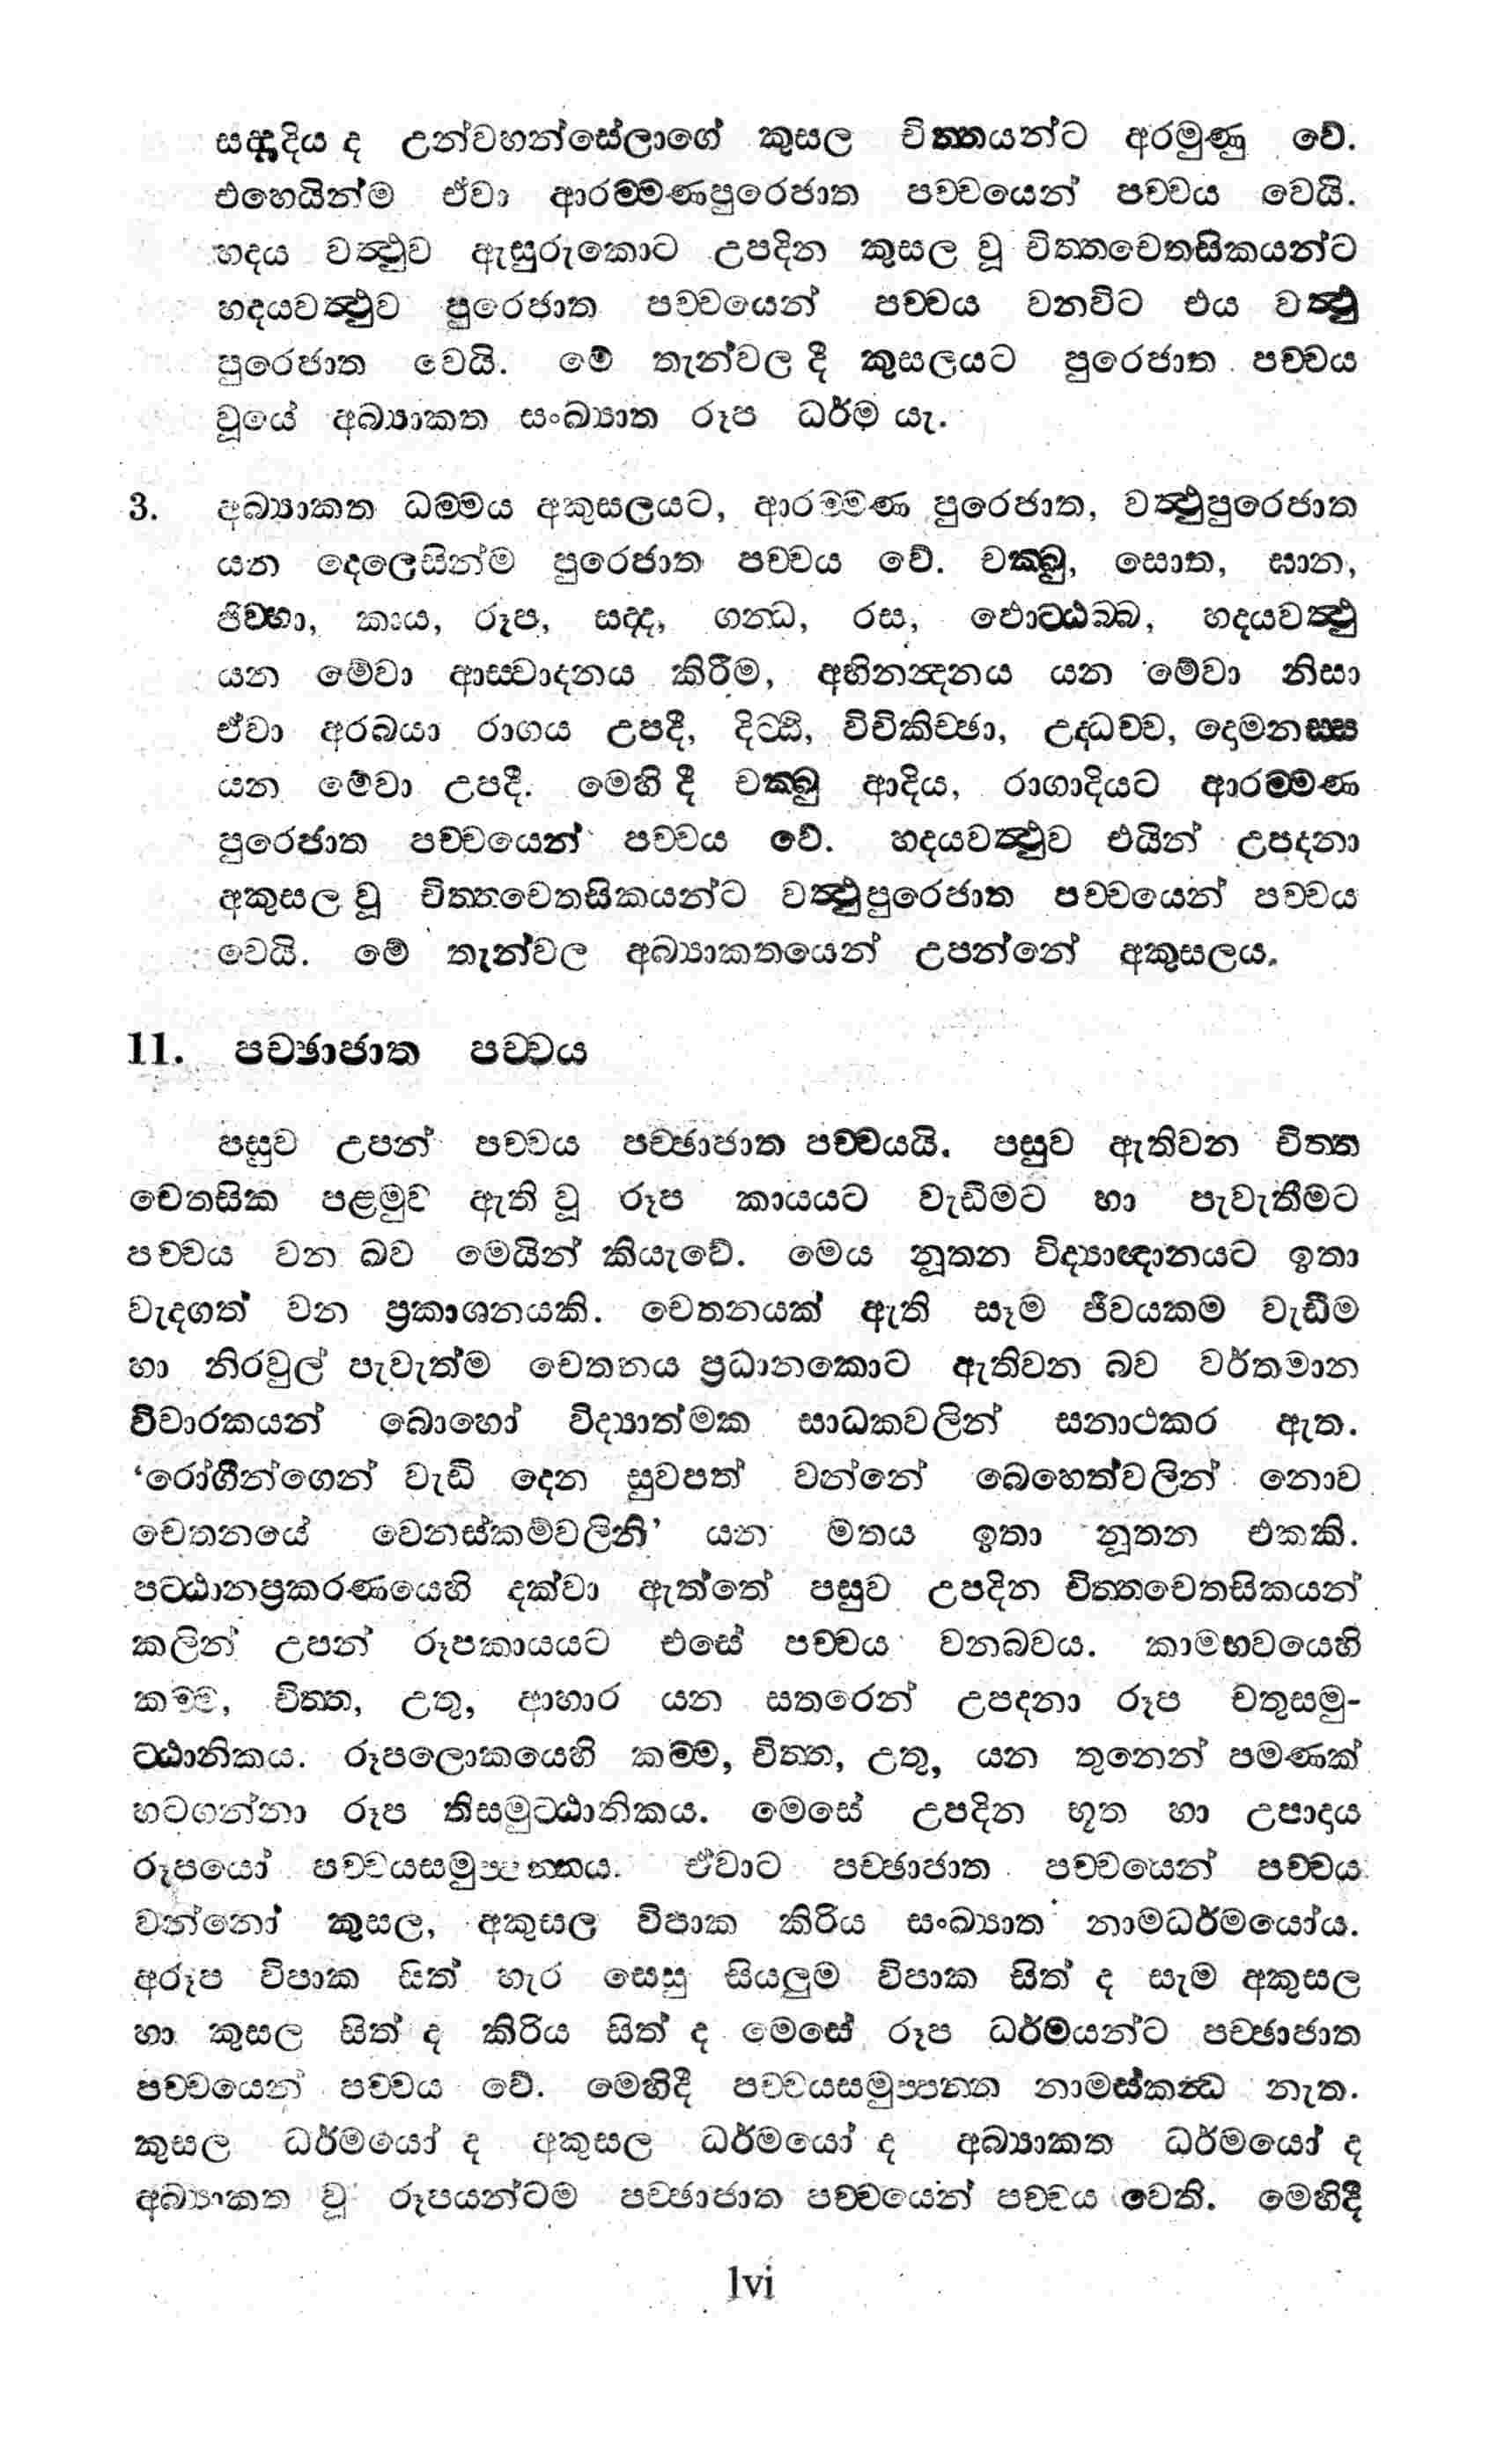 සද්දාදිය ද උන්වහන්සේලාගේ කුසල චිත්තයන්ට අරමුණු වේ.
එහෙයින්ම ඒවා ආරම්මණපුරෙජාත පච්චයෙන් පච්චය වෙයි.
හදය වත්ථුව ඇසුරුකොට උපදින කුසල වූ චිත්තචෙතසිකයන්ට
හදයවත්ථුව පුරෙජාත පච්චයෙන් පච්චය වනවිට එය වත්ථු
පුරෙජාත වෙයි. මේ තැන්වල දී කුසලයට පුරෙජාත පච්චය
වූයේ අබ්‍යාකත සංඛ්‍යාත රූප ධර්ම යැ.
3. අබ්‍යාකත ධම්මය අකුසලයට, ආරම්මණ පුරෙජාත, වත්ථුපුරෙජාත
යන දෙලෙසින්ම පුරෙජාත පච්චය වේ. චක්ඛු, සොත, ඝාන,
ජිව්හා, කාය, රූප, සද්ද, ගන්ධ, රස, ඵොට්ඨබ්බ, හදයවත්ථු
යන මේවා ආස්වාදනය කිරීම, අභිනන්දනය යන මේවා නිසා
ඒවා අරබයා රාගය උපදී, දිට්ඨි, විචිකිච්ඡා, උද්ධච්ච, දොමනස්ස
යන මේවා උපදී. මෙහි දී චක්ඛු ආදිය, රාගාදියට ආරම්මණ
පුරෙජාත පච්චයෙන් පච්චය වේ. හදයවත්ථුව එයින් උපදනා
අකුසල වූ චිත්තචෙතසිකයන්ට වත්ථුපුරෙජාත පච්චයෙන් පච්චය
වෙයි. මේ තැන්වල අබ්‍යාකතයෙන් උපන්නේ අකුසලය.
11. පච්ඡාජාත පච්චය
පසුව උපන් පච්චය පච්ඡාජාත පච්චයයි. පසුව ඇතිවන චිත්ත
චෙතසික පළමුව ඇති වූ රූප කායයට වැඩීමට හා පැවැතීමට
පච්චය වන බව මෙයින් කියැවේ. මෙය නූතන විද්‍යාඥානයට ඉතා
වැදගත් වන ප්‍රකාශනයකි. චෙතනයක් ඇති සෑම ජීවයකම වැඩීම
හා නිරවුල් පැවැත්ම චෙතනය ප්‍රධානකොට ඇතිවන බව වර්තමාන
විචාරකයන් බොහෝ විද්‍යාත්මක සාධකවලින් සනාථකර ඇත.
‘රෝගීන්ගෙන් වැඩි දෙන සුවපත් වන්නේ බෙහෙත්වලින් නොව
චෙතනයේ වෙනස්කම්වලිනි’ යන මතය ඉතා නූතන එකකි.
පට්ඨානප්‍රකරණයෙහි දක්වා ඇත්තේ පසුව උපදින චිත්තචෙතසිකයන්
කලින් උපන් රූපකායයට එසේ පච්චය වනබවය. කාමභවයෙහි
කම්ම, චිත්ත, උතු, ආහාර යන සතරෙන් උපදනා රූප චතුසමු-
ට්ඨානිකය. රූපලොකයෙහි කම්ම, චිත්ත, උතු, යන තුනෙන් පමණක්
හටගන්නා රූප තිසමුට්ඨානිකය. මෙසේ උපදින භූත හා උපාදාය
රූපයෝ පච්චයසමුප්පන්නය. ඒවාට පච්ඡාජාත පච්චයෙන් පච්චය
වන්නෝ කුසල, අකුසල විපාක කිරිය සංඛ්‍යාත නාමධර්මයෝය.
අරූප විපාක සිත් හැර සෙසු සියලුම විපාක සිත් ද සැම අකුසල
හා කුසල සිත් ද කිරිය සිත් ද මෙසේ රූප ධර්මයන්ට පච්ඡාජාත
පච්චයෙන් පච්චය වේ. මෙහිදී පච්චයසමුප්පන්න නාමස්කන්ධ නැත.
කුසල ධර්මයෝ ද අකුසල ධර්මයෝ ද අබ්‍යාකත ධර්මයෝ ද
අබ්‍යාකත වූ රූපයන්ටම පච්ඡාජාත පච්චයෙන් පච්චය වෙති. මෙහිදී
lvi